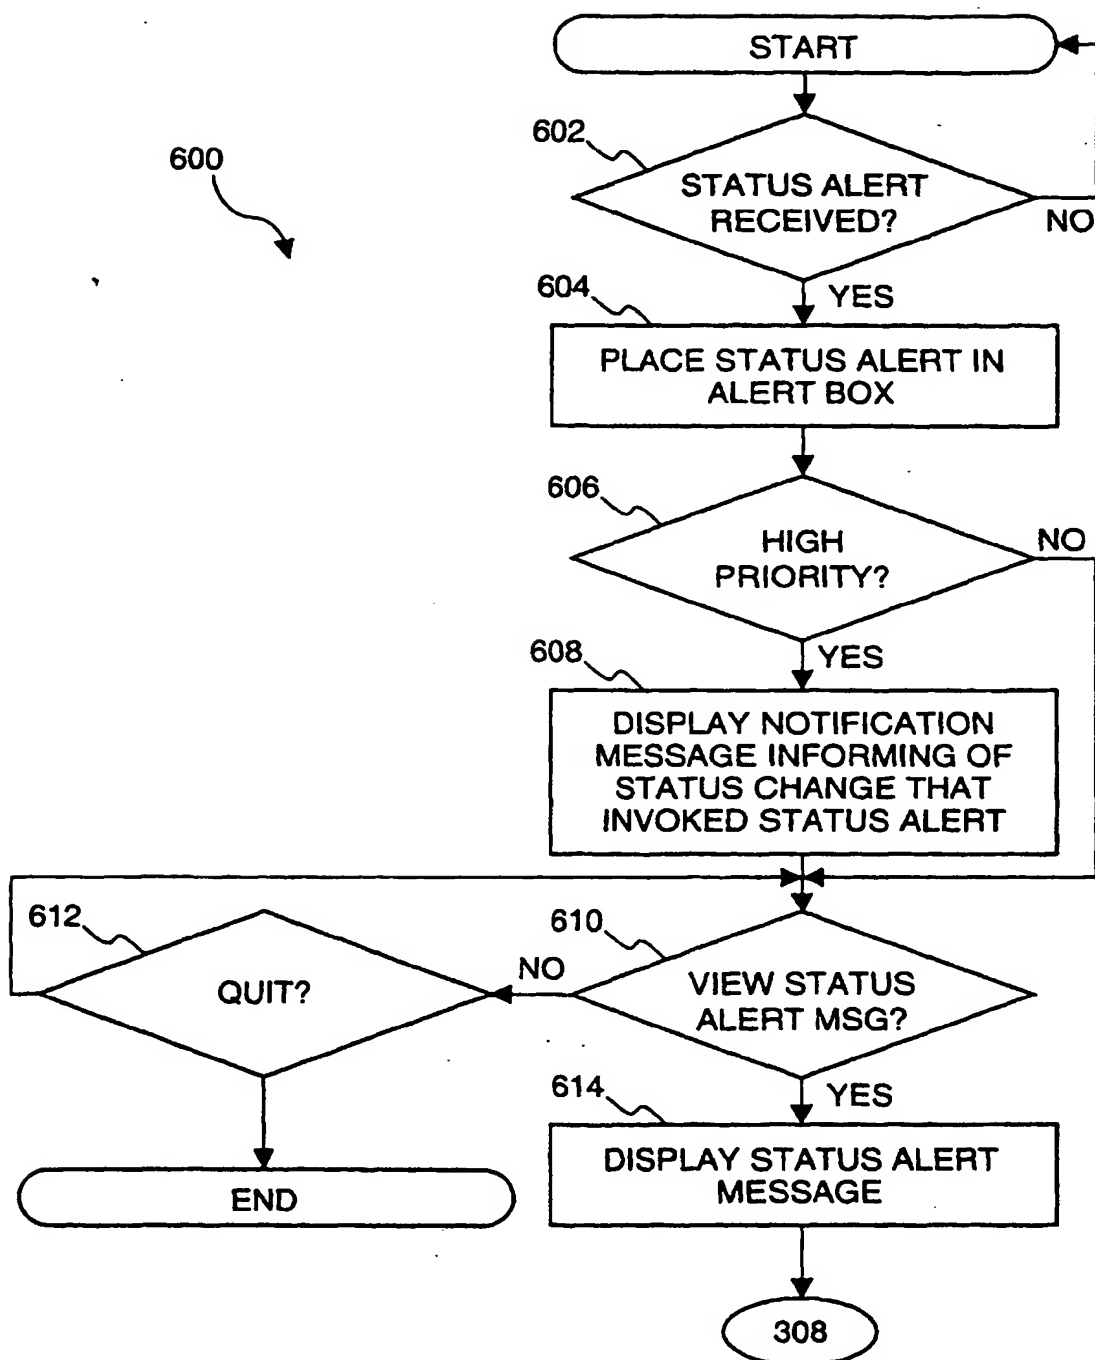 START
602
600
STATUS ALERT
RECEIVED?
NO
604
YES
PLACE STATUS ALERT IN
ALERT BOX
606
HIGH
PRIORITY?
NO
608
YES
DISPLAY NOTIFICATION
MESSAGE INFORMING OF
STATUS CHANGE THAT
INVOKED STATUS ALERT
612
QUIT?
NO
610
VIEW STATUS
ALERT MSG?
614
YES
DISPLAY STATUS ALERT
MESSAGE
END
308